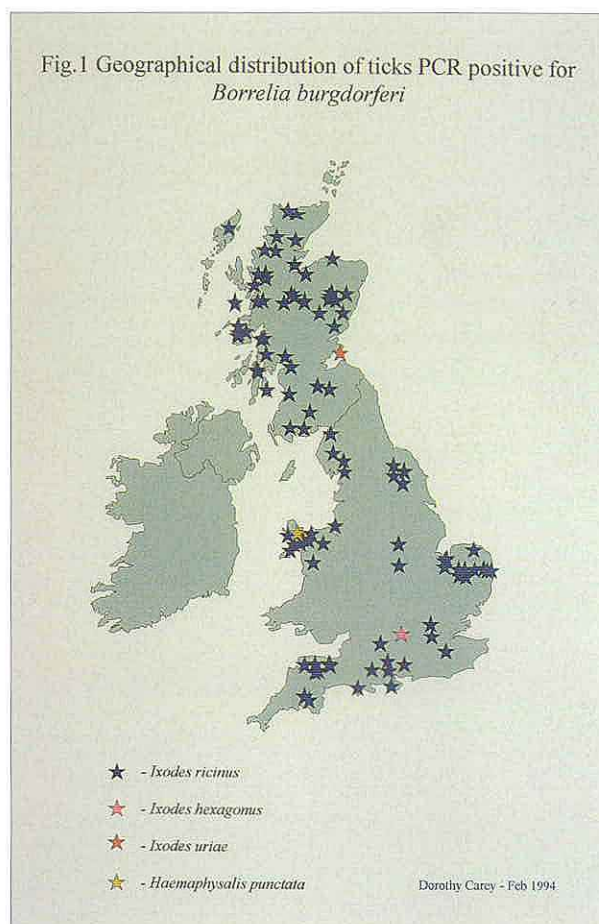 Fig.1 Geographical distribution of ticks PCR positive for
Borrelia burgdorferi
- Ixodes ricinus
- Ixodes hexagonus
- Ixodes uriae
- Haemaphysalis punctata
Dorothy Carey - Feb 1994